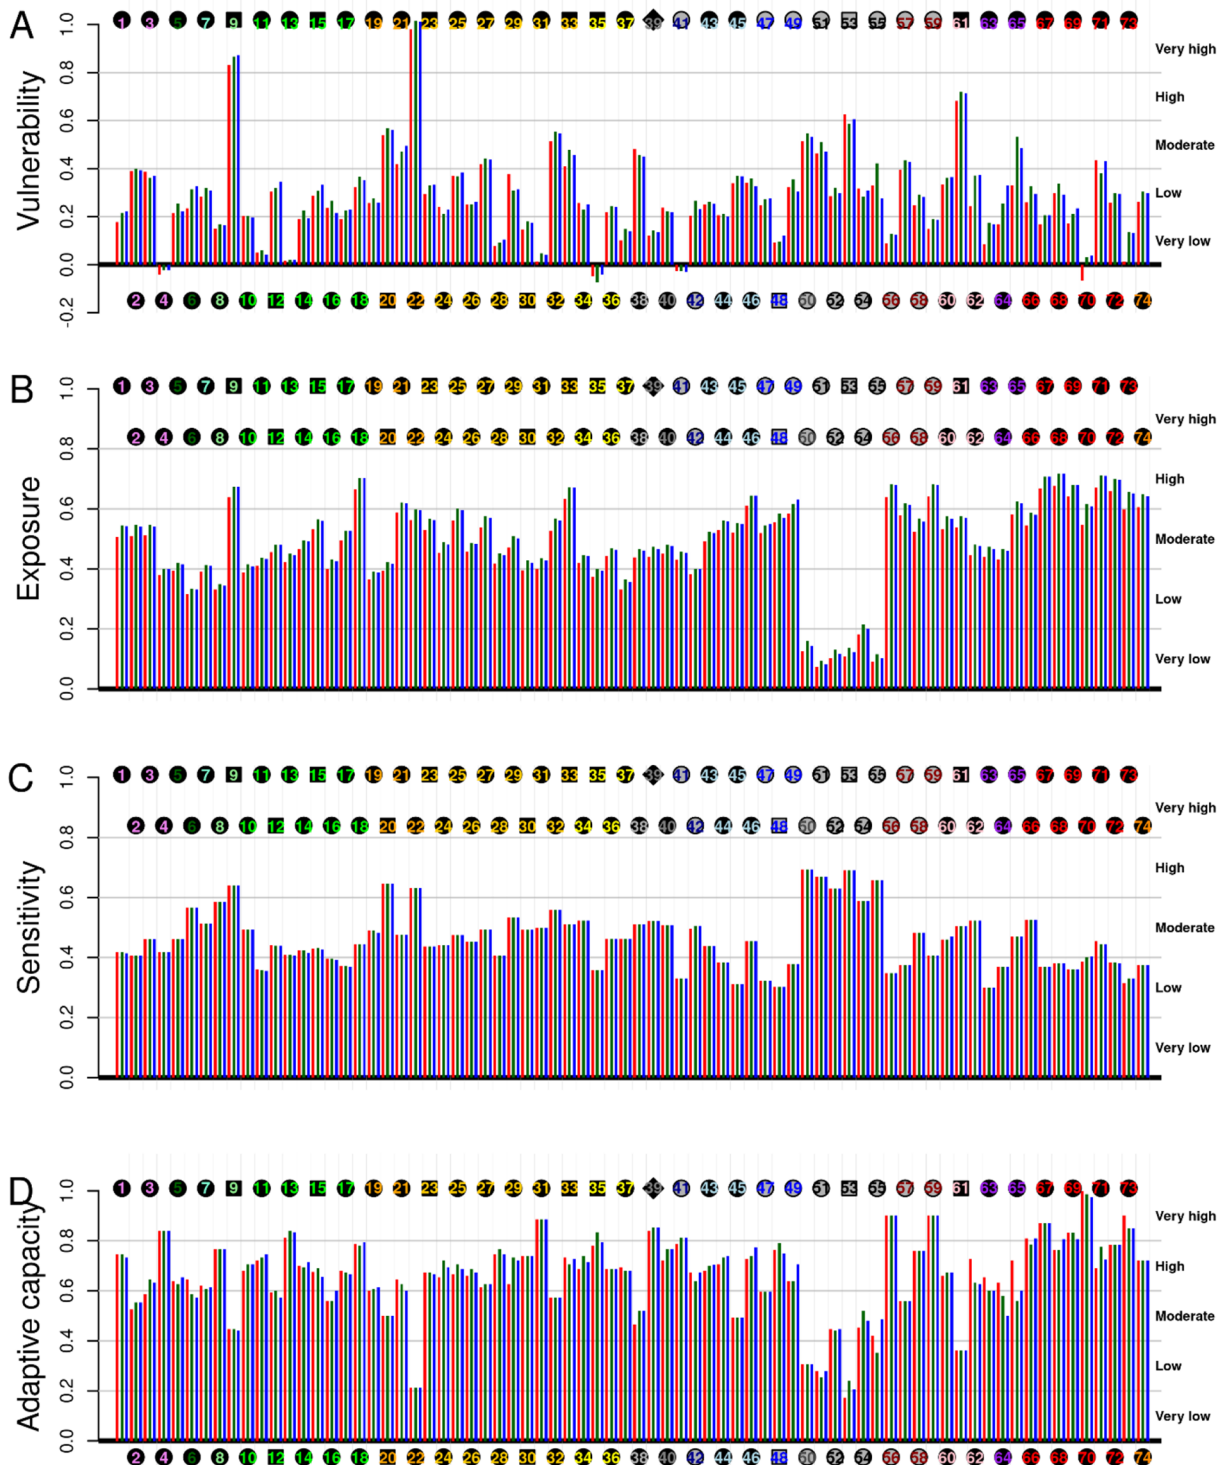 A
1 3 5 7 9 11 13 15 17 19 21 23 25 27 29 31 33 35 37 39 41 43 45 47 49 51 53 55 57 59 61 63 65 67 69 71 73
Vulnerability
1.0
0.8
0.6
0.4
0.2
0.0
-0.2
Very high
High
Moderate
Low
Very low
2 4 6 8 10 12 14 16 18 20 22 24 26 28 30 32 34 36 38 40 42 44 46 48 50 52 54 56 58 60 62 64 66 68 70 72 74
B
1 3 5 7 9 11 13 15 17 19 21 23 25 27 29 31 33 35 37 39 41 43 45 47 49 51 53 55 57 59 61 63 65 67 69 71 73
2 4 6 8 10 12 14 16 18 20 22 24 26 28 30 32 34 36 38 40 42 44 46 48 50 52 54 56 58 60 62 64 66 68 70 72 74
Exposure
1.0
0.8
0.6
0.4
0.2
0.0
Very high
High
Moderate
Low
Very low
C
1 3 5 7 9 11 13 15 17 19 21 23 25 27 29 31 33 35 37 39 41 43 45 47 49 51 53 55 57 59 61 63 65 67 69 71 73
2 4 6 8 10 12 14 16 18 20 22 24 26 28 30 32 34 36 38 40 42 44 46 48 50 52 54 56 58 60 62 64 66 68 70 72 74
Sensitivity
1.0
0.8
0.6
0.4
0.2
0.0
Very high
High
Moderate
Low
Very low
D
1 3 5 7 9 11 13 15 17 19 21 23 25 27 29 31 33 35 37 39 41 43 45 47 49 51 53 55 57 59 61 63 65 67 69 71 73
Adaptive capacity
1.0
0.8
0.6
0.4
0.2
0.0
Very high
High
Moderate
Low
Very low
2 4 6 8 10 12 14 16 18 20 22 24 26 28 30 32 34 36 38 40 42 44 46 48 50 52 54 56 58 60 62 64 66 68 70 72 74